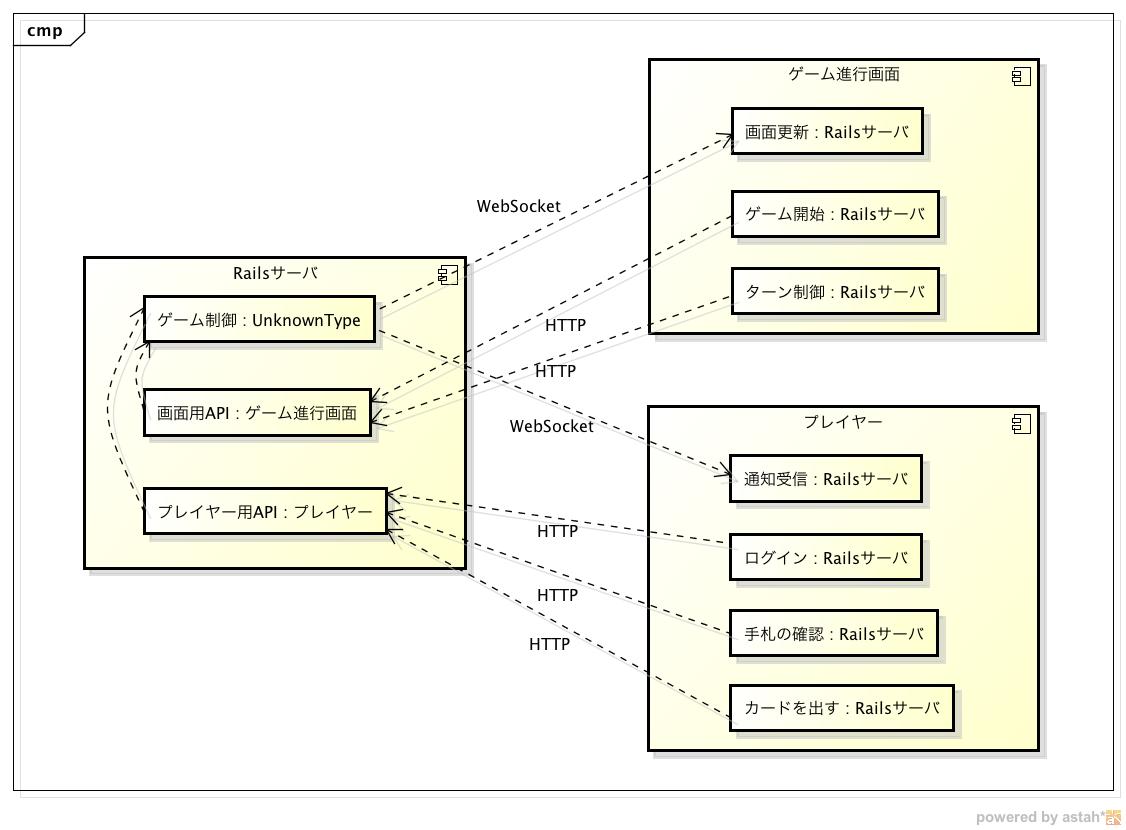 cmp
ゲーム進行画面
画面更新 : Railsサーバ
WebSocket
ゲーム開始 : Railsサーバ
Railsサーバ
ターン制御 : Railsサーバ
ゲーム制御 : UnknownType
HTTP
HTTP
画面用API : ゲーム進行画面
プレイヤー
WebSocket
通知受信 : Railsサーバ
プレイヤー用API : プレイヤー
HTTP
ログイン : Railsサーバ
HTTP
手札の確認 : Railsサーバ
HTTP
カードを出す : Railsサーバ
powered by astah*